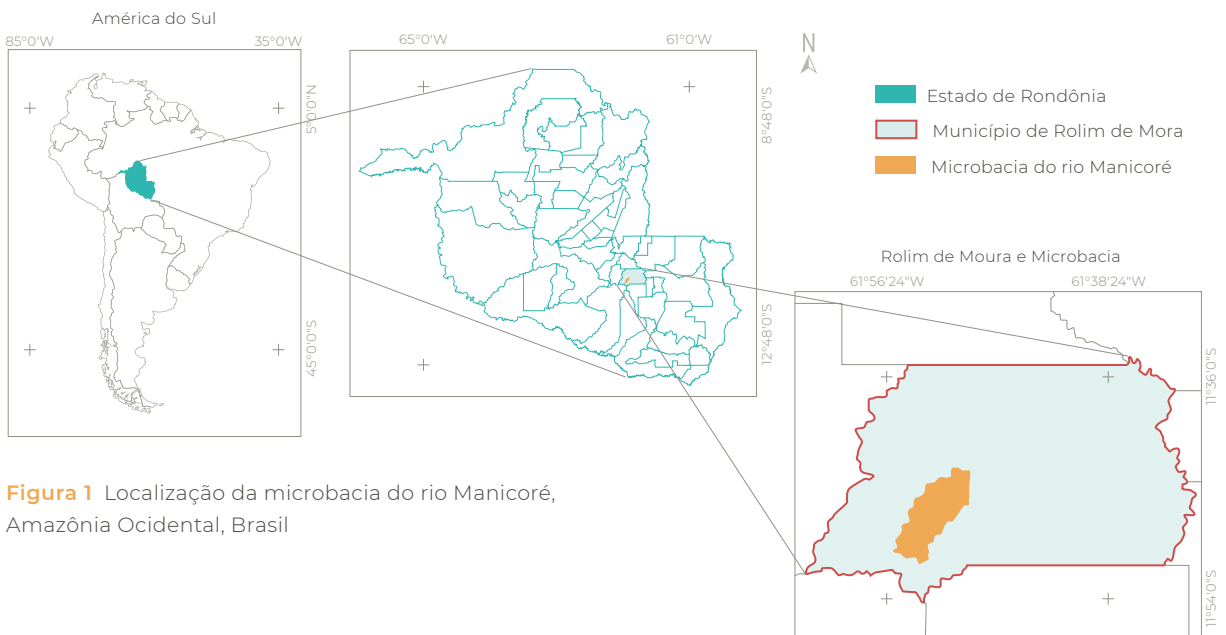 América do Sul
85°0'W
35°0'W
5°0'0"N
45°0'0"S
65°0'W
61°0'W
8°48'0"S
12°48'0"S
N
Estado de Rondônia
Município de Rolim de Mora
Microbacia do rio Manicoré
Rolim de Moura e Microbacia
61°56'24"W
61°38'24"W
11°36'0"S
11°54'0"S
Figura 1 Localização da microbacia do rio Manicoré,
Amazônia Ocidental, Brasil